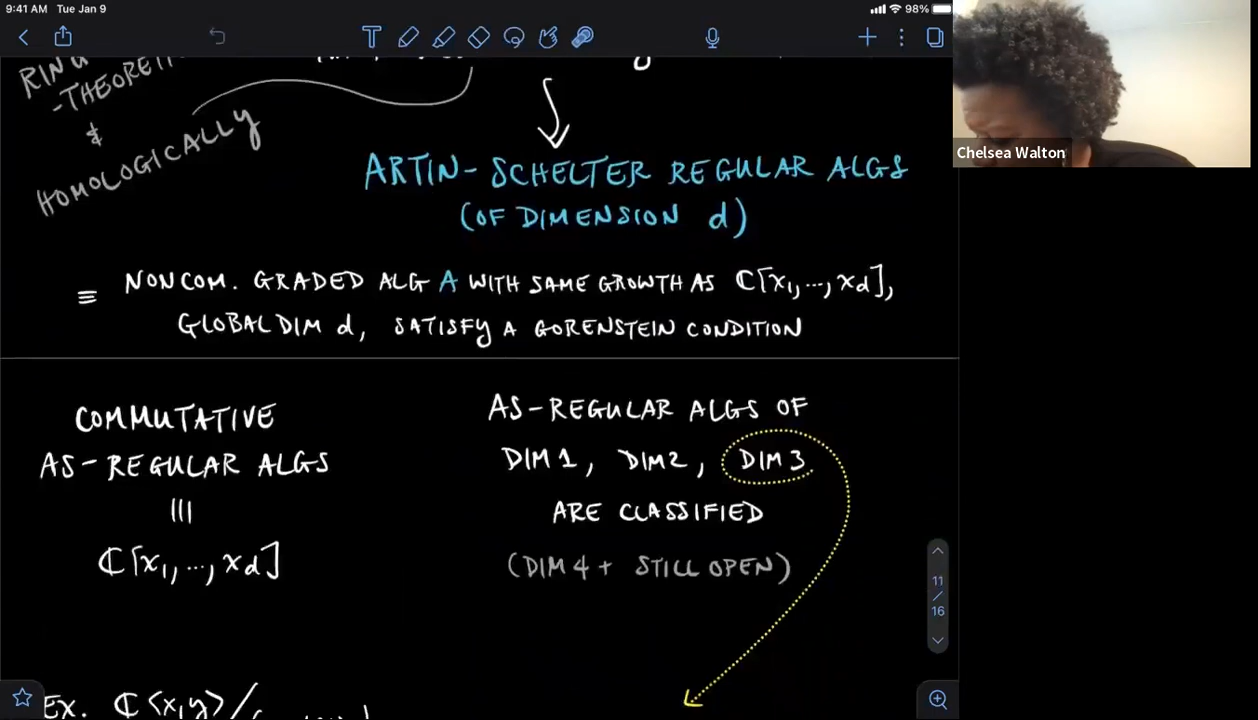 9:41 AM Tue Jan 9
98%
Chelsea Walton
-THEORETI
&
HOMOLOGICALLY
ARTIN-SCHELTER REGULAR ALGS
(OF DIMENSION d)
≡ NONCOM. GRADED ALG A WITH SAME GROWTH AS ℂ[x₁,...,x_d],
GLOBAL DIM d, SATISFY A GORENSTEIN CONDITION
COMMUTATIVE
AS-REGULAR ALGS
|||
ℂ[x₁,...,x_d]
AS-REGULAR ALGS OF
DIM 1, DIM 2, DIM 3
ARE CLASSIFIED
(DIM 4+ STILL OPEN)
11
/
16
EX. ℂ<x,y>/